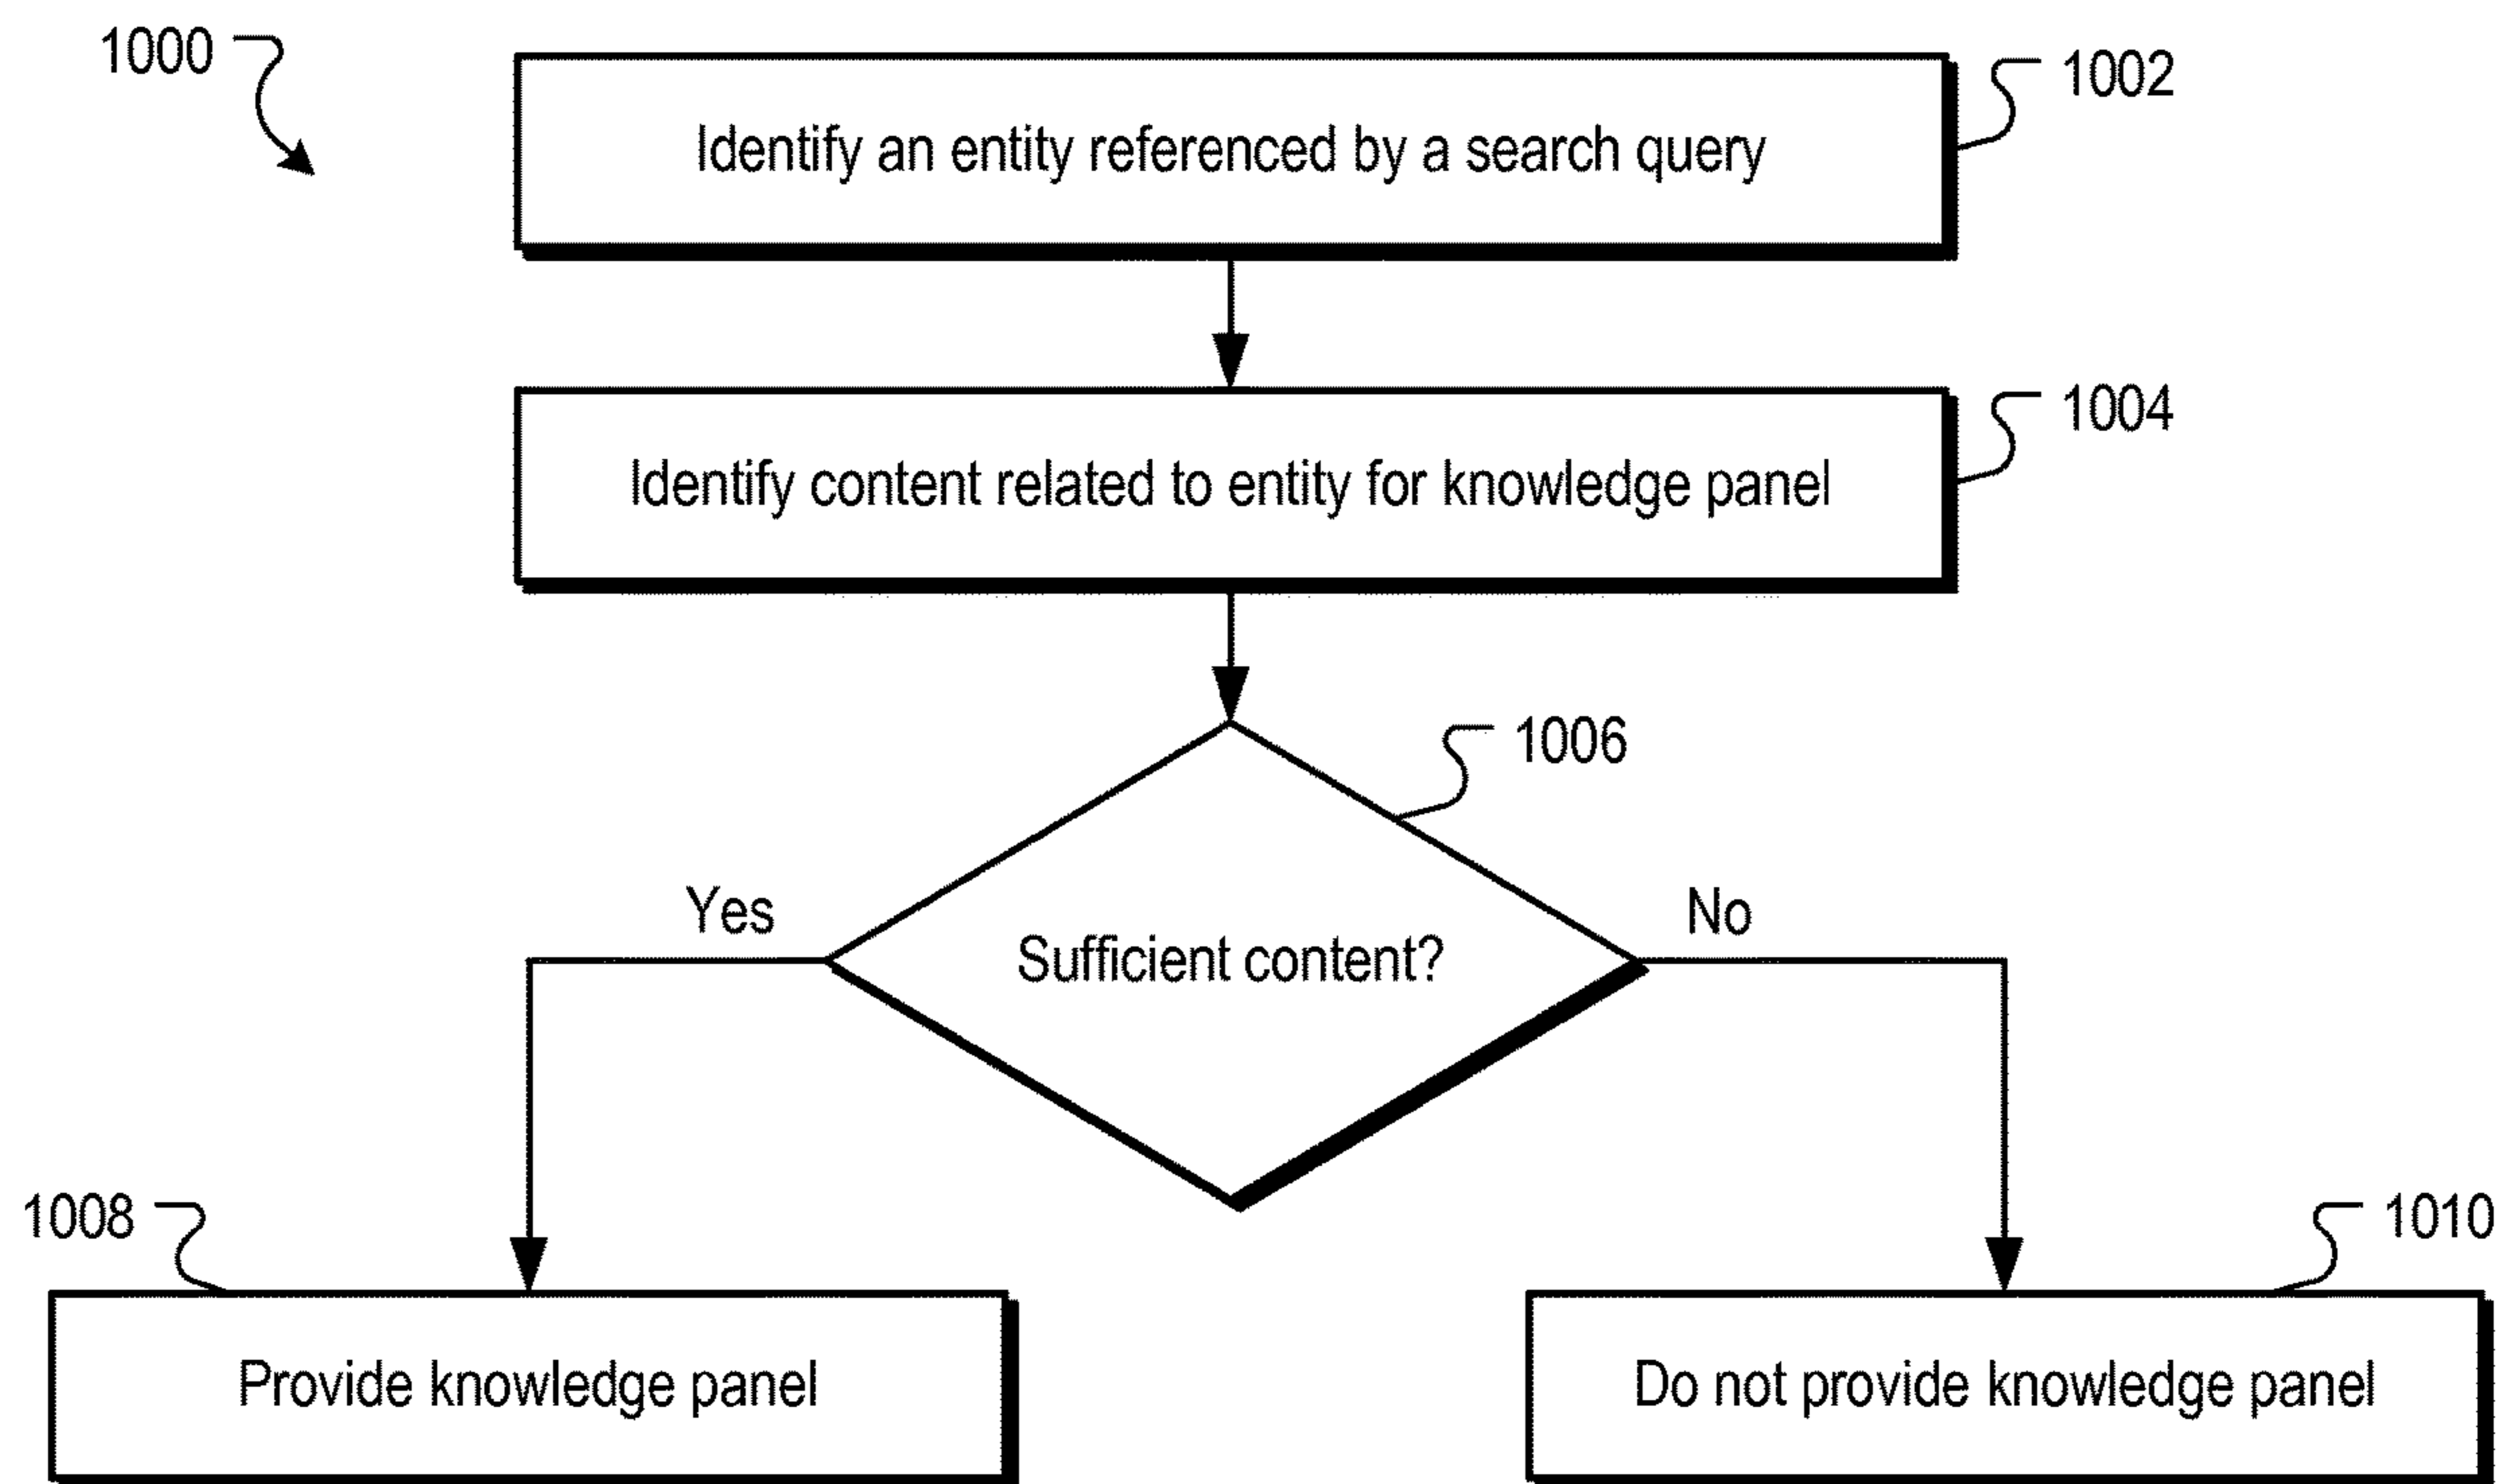 1000
1002
Identify an entity referenced by a search query
1004
Identify content related to entity for knowledge panel
1006
Yes
No
Sufficient content?
1008
1010
Provide knowledge panel
Do not provide knowledge panel